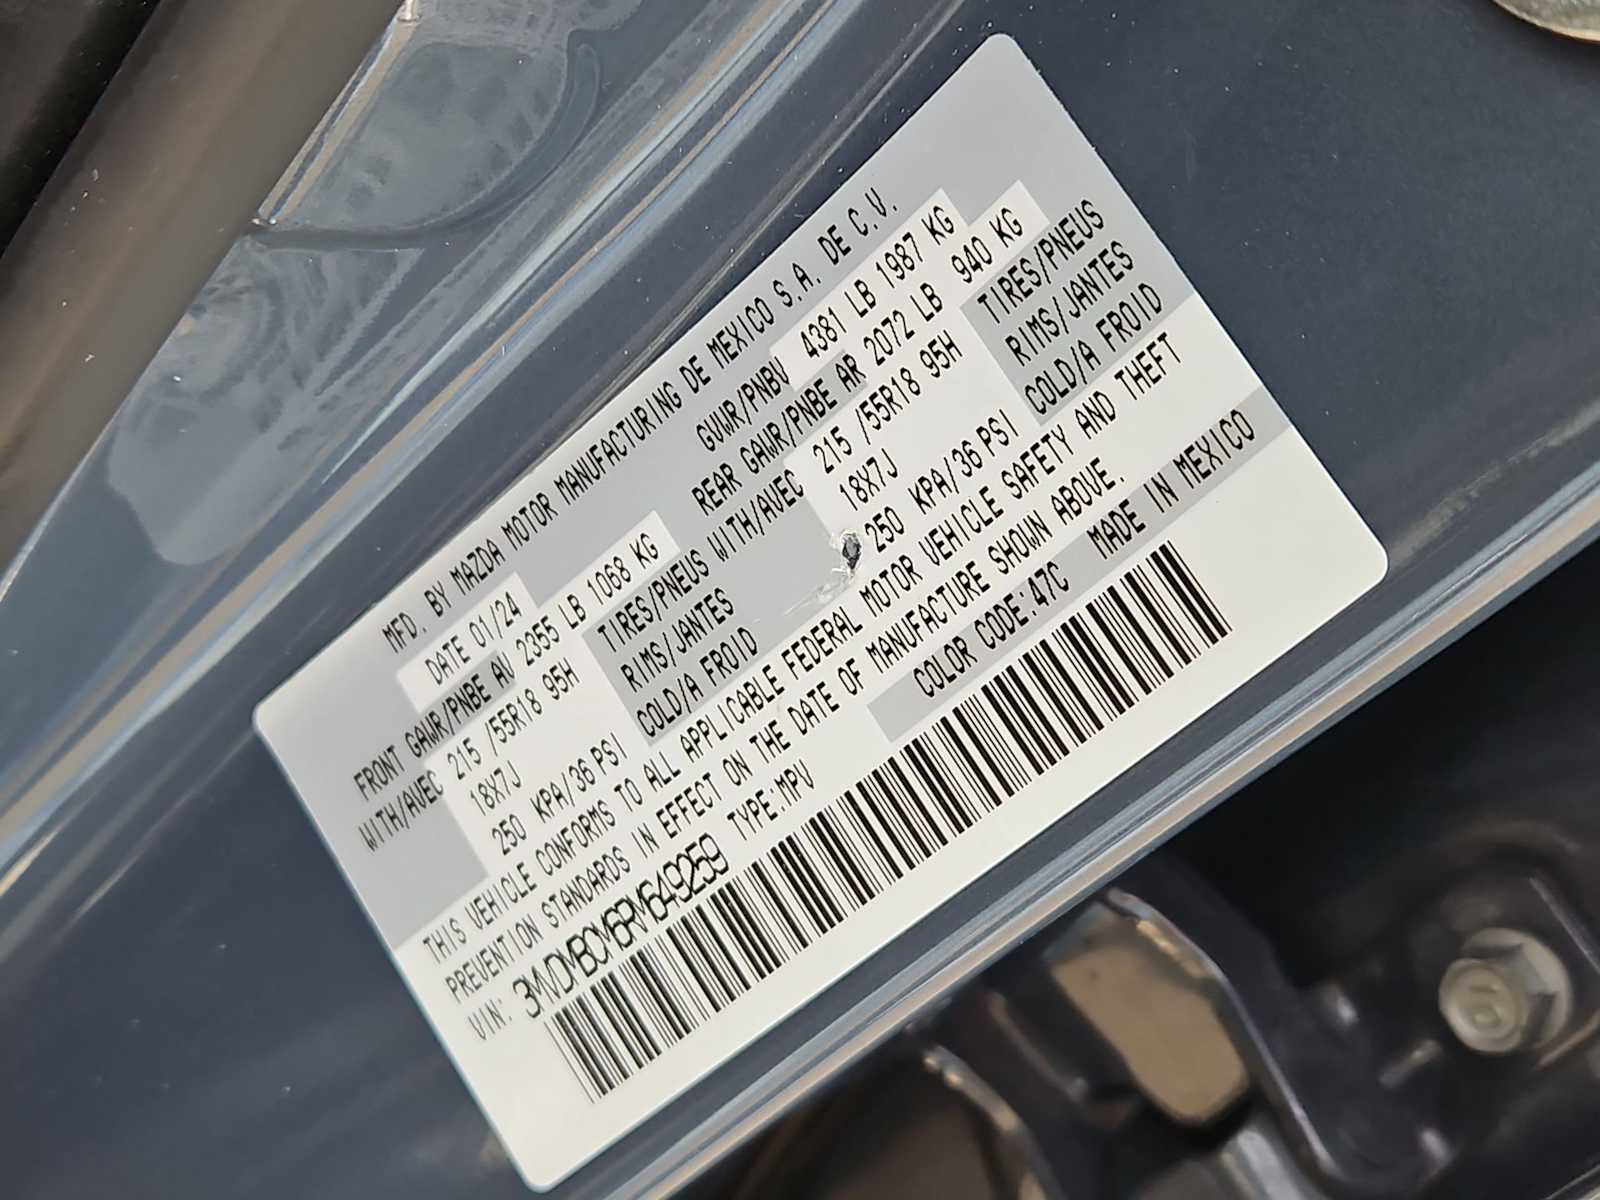 MFD. BY MAZDA MOTOR MANUFACTURING DE MEXICO S.A. DE C.V.
DATE 01/24 GVWR/PNBV 4381 LB 1987 KG
FRONT GAWR/PNBE AV 2355 LB 1068 KG REAR GAWR/PNBE AR 2072 LB 940 KG
WITH/AVEC 215 /55R18 95H TIRES/PNEUS WITH/AVEC 215 /55R18 95H TIRES/PNEUS
18X7J RIMS/JANTES 18X7J RIMS/JANTES
250 KPA/36 PSI COLD/A FROID 250 KPA/36 PSI COLD/A FROID
THIS VEHICLE CONFORMS TO ALL APPLICABLE FEDERAL MOTOR VEHICLE SAFETY AND THEFT
PREVENTION STANDARDS IN EFFECT ON THE DATE OF MANUFACTURE SHOWN ABOVE.
VIN: 3MVDMBCM6RM649259 TYPE:MPV COLOR CODE:47C MADE IN MEXICO